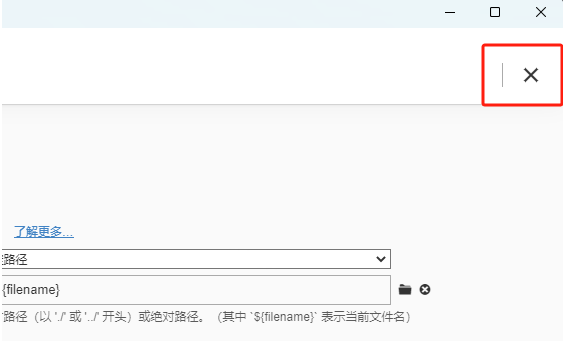 了解更多...
路径
{filename}
路径（以 './' 或 '../' 开头）或绝对路径。（其中 `${filename}` 表示当前文件名）